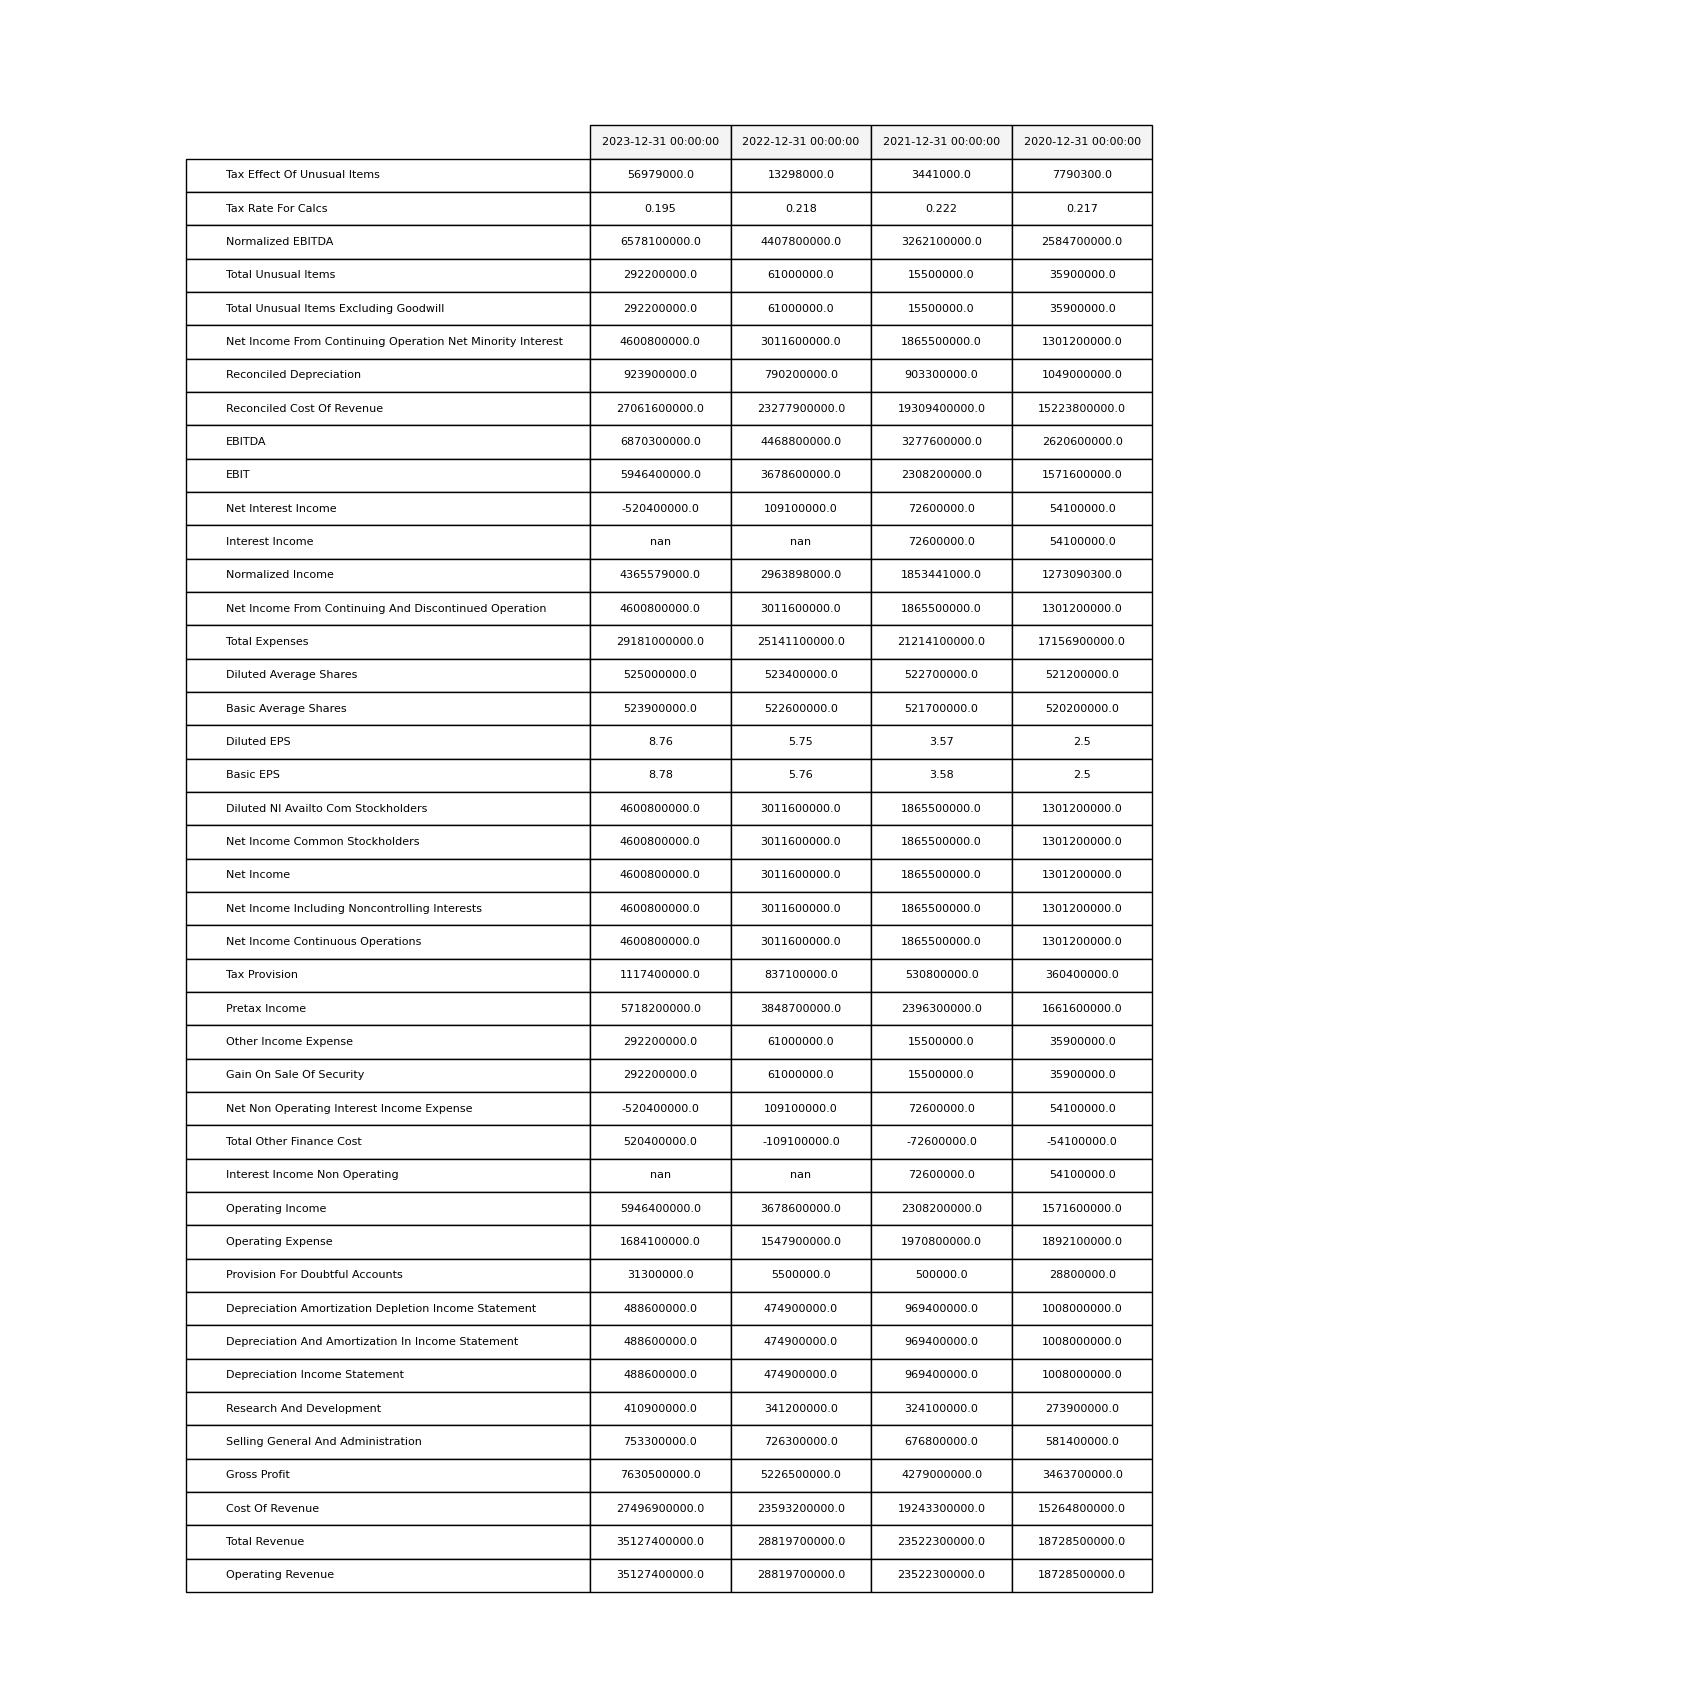 2023-12-31 00:00:00 2022-12-31 00:00:00 2021-12-31 00:00:00 2020-12-31 00:00:00
Tax Effect Of Unusual Items 56979000.0 13298000.0 3441000.0 7790300.0
Tax Rate For Calcs 0.195 0.218 0.222 0.217
Normalized EBITDA 6578100000.0 4407800000.0 3262100000.0 2584700000.0
Total Unusual Items 292200000.0 61000000.0 15500000.0 35900000.0
Total Unusual Items Excluding Goodwill 292200000.0 61000000.0 15500000.0 35900000.0
Net Income From Continuing Operation Net Minority Interest 4600800000.0 3011600000.0 1865500000.0 1301200000.0
Reconciled Depreciation 923900000.0 790200000.0 903300000.0 1049000000.0
Reconciled Cost Of Revenue 27061600000.0 23277900000.0 19309400000.0 15223800000.0
EBITDA 6870300000.0 4468800000.0 3277600000.0 2620600000.0
EBIT 5946400000.0 3678600000.0 2308200000.0 1571600000.0
Net Interest Income -520400000.0 109100000.0 72600000.0 54100000.0
Interest Income nan nan 72600000.0 54100000.0
Normalized Income 4365579000.0 2963898000.0 1853441000.0 1273090300.0
Net Income From Continuing And Discontinued Operation 4600800000.0 3011600000.0 1865500000.0 1301200000.0
Total Expenses 29181000000.0 25141100000.0 21214100000.0 17156900000.0
Diluted Average Shares 525000000.0 523400000.0 522700000.0 521200000.0
Basic Average Shares 523900000.0 522600000.0 521700000.0 520200000.0
Diluted EPS 8.76 5.75 3.57 2.5
Basic EPS 8.78 5.76 3.58 2.5
Diluted NI Availto Com Stockholders 4600800000.0 3011600000.0 1865500000.0 1301200000.0
Net Income Common Stockholders 4600800000.0 3011600000.0 1865500000.0 1301200000.0
Net Income 4600800000.0 3011600000.0 1865500000.0 1301200000.0
Net Income Including Noncontrolling Interests 4600800000.0 3011600000.0 1865500000.0 1301200000.0
Net Income Continuous Operations 4600800000.0 3011600000.0 1865500000.0 1301200000.0
Tax Provision 1117400000.0 837100000.0 530800000.0 360400000.0
Pretax Income 5718200000.0 3848700000.0 2396300000.0 1661600000.0
Other Income Expense 292200000.0 61000000.0 15500000.0 35900000.0
Gain On Sale Of Security 292200000.0 61000000.0 15500000.0 35900000.0
Net Non Operating Interest Income Expense -520400000.0 109100000.0 72600000.0 54100000.0
Total Other Finance Cost 520400000.0 -109100000.0 -72600000.0 -54100000.0
Interest Income Non Operating nan nan 72600000.0 54100000.0
Operating Income 5946400000.0 3678600000.0 2308200000.0 1571600000.0
Operating Expense 1684100000.0 1547900000.0 1970800000.0 1892100000.0
Provision For Doubtful Accounts 31300000.0 5500000.0 500000.0 28800000.0
Depreciation Amortization Depletion Income Statement 488600000.0 474900000.0 969400000.0 1008000000.0
Depreciation And Amortization In Income Statement 488600000.0 474900000.0 969400000.0 1008000000.0
Depreciation Income Statement 488600000.0 474900000.0 969400000.0 1008000000.0
Research And Development 410900000.0 341200000.0 324100000.0 273900000.0
Selling General And Administration 753300000.0 726300000.0 676800000.0 581400000.0
Gross Profit 7630500000.0 5226500000.0 4279000000.0 3463700000.0
Cost Of Revenue 27496900000.0 23593200000.0 19243300000.0 15264800000.0
Total Revenue 35127400000.0 28819700000.0 23522300000.0 18728500000.0
Operating Revenue 35127400000.0 28819700000.0 23522300000.0 18728500000.0